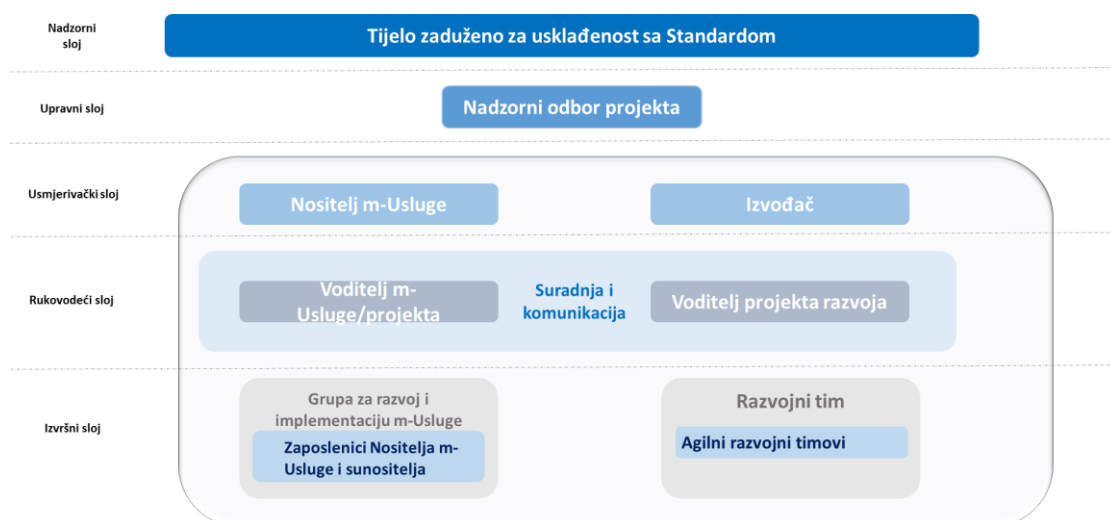 Nadzorni
sloj
Tijelo zaduženo za usklađenost sa Standardom
Upravni sloj
Nadzorni odbor projekta
Usmjerivački sloj
Nositelj m-Usluge
Izvođač
Rukovodeći sloj
Voditelj m-
Usluge/projekta
Suradnja i
komunikacija
Voditelj projekta razvoja
Izvršni sloj
Grupa za razvoj i
implementaciju m-Usluge
Zaposlenici Nositelja m-
Usluge i sunositelja
Razvojni tim
Agilni razvojni timovi